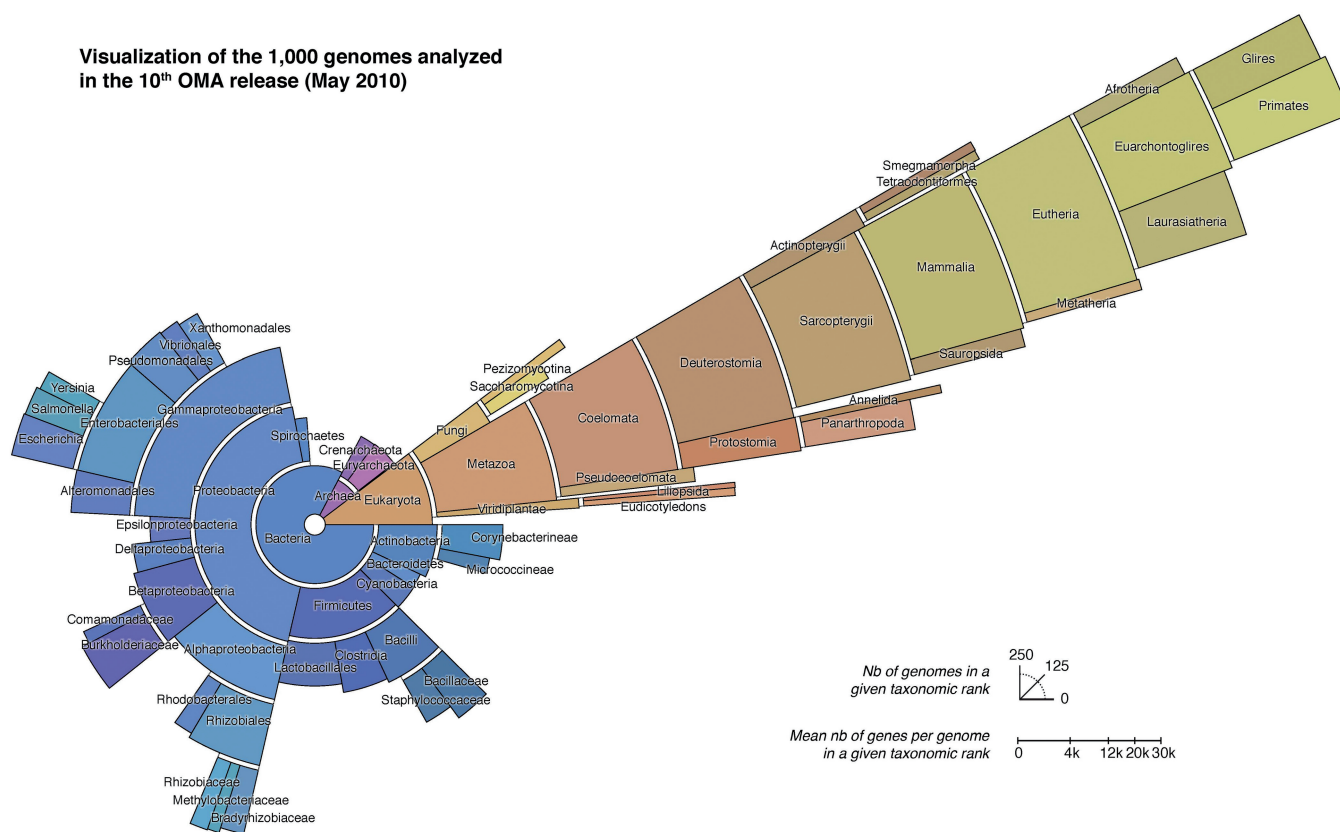 Visualization of the 1,000 genomes analyzed
in the 10th OMA release (May 2010)
Glires
Afrotheria
Primates
Euarchontoglires
Smegmamorpha
Tetraodontiformes
Eutheria
Laurasiatheria
Actinopterygii
Mammalia
Metatheria
Sarcopterygii
Sauropsida
Xanthomonadales
Vibrionales
Pseudomonadales
Pezizomycotina
Saccharomycotina
Deuterostomia
Yersinia
Salmonella
Gammaproteobacteria
Enterobacteriales
Escherichia
Spirochaetes
Fungi
Coelomata
Annelida
Panarthropoda
Protostomia
Crenarchaeota
Euryarchaeota
Metazoa
Pseudocoelomata
Alteromonadales
Proteobacteria
Archaea
Eukaryota
Liliopsida
Viridiplantae
Eudicotyledons
Epsilonproteobacteria
Bacteria
Actinobacteria
Corynebacterineae
Deltaproteobacteria
Bacteroidetes
Micrococcineae
Cyanobacteria
Betaproteobacteria
Firmicutes
Comamonadaceae
Burkholderiaceae
Alphaproteobacteria
Bacilli
Clostridia
Lactobacillales
Bacillaceae
Staphylococcaceae
Rhodobacterales
Rhizobiales
Rhizobiaceae
Methylobacteriaceae
Bradyrhizobiaceae
250
125
0
Nb of genomes in a
given taxonomic rank
Mean nb of genes per genome
in a given taxonomic rank
0 4k 12k 20k 30k